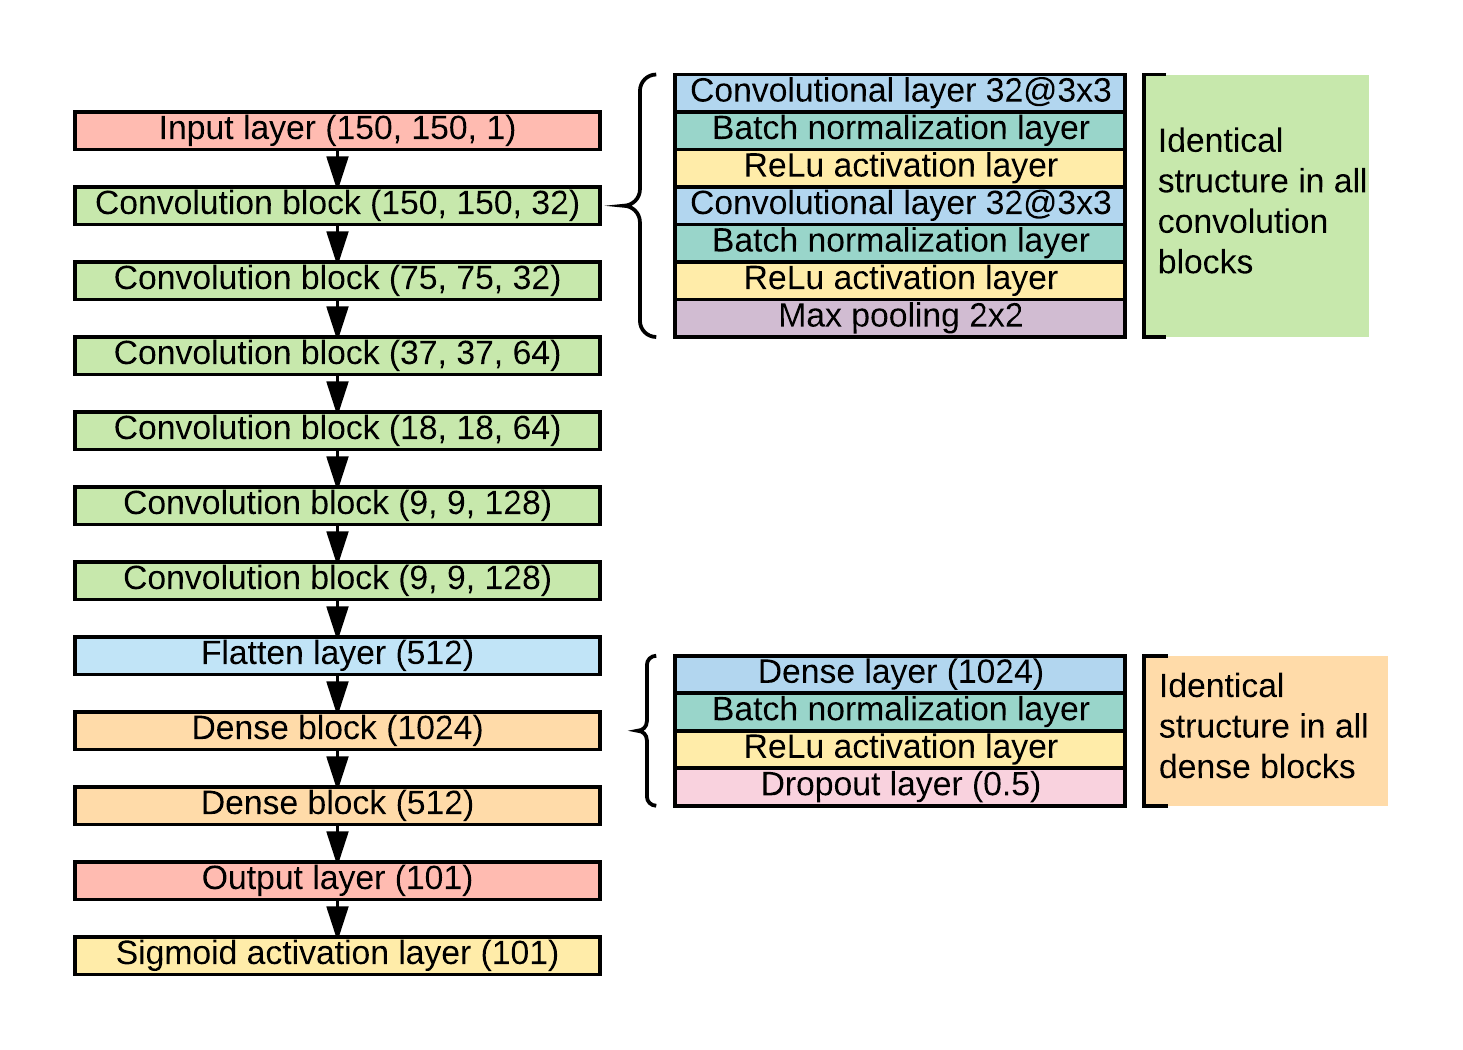 Input layer (150, 150, 1)
Convolution block (150, 150, 32)
Convolution block (75, 75, 32)
Convolution block (37, 37, 64)
Convolution block (18, 18, 64)
Convolution block (9, 9, 128)
Convolution block (9, 9, 128)
Flatten layer (512)
Dense block (1024)
Dense block (512)
Output layer (101)
Sigmoid activation layer (101)
Convolutional layer 32@3x3
Batch normalization layer
ReLu activation layer
Convolutional layer 32@3x3
Batch normalization layer
ReLu activation layer
Max pooling 2x2
Identical
structure in all
convolution
blocks
Dense layer (1024)
Batch normalization layer
ReLu activation layer
Dropout layer (0.5)
Identical
structure in all
dense blocks